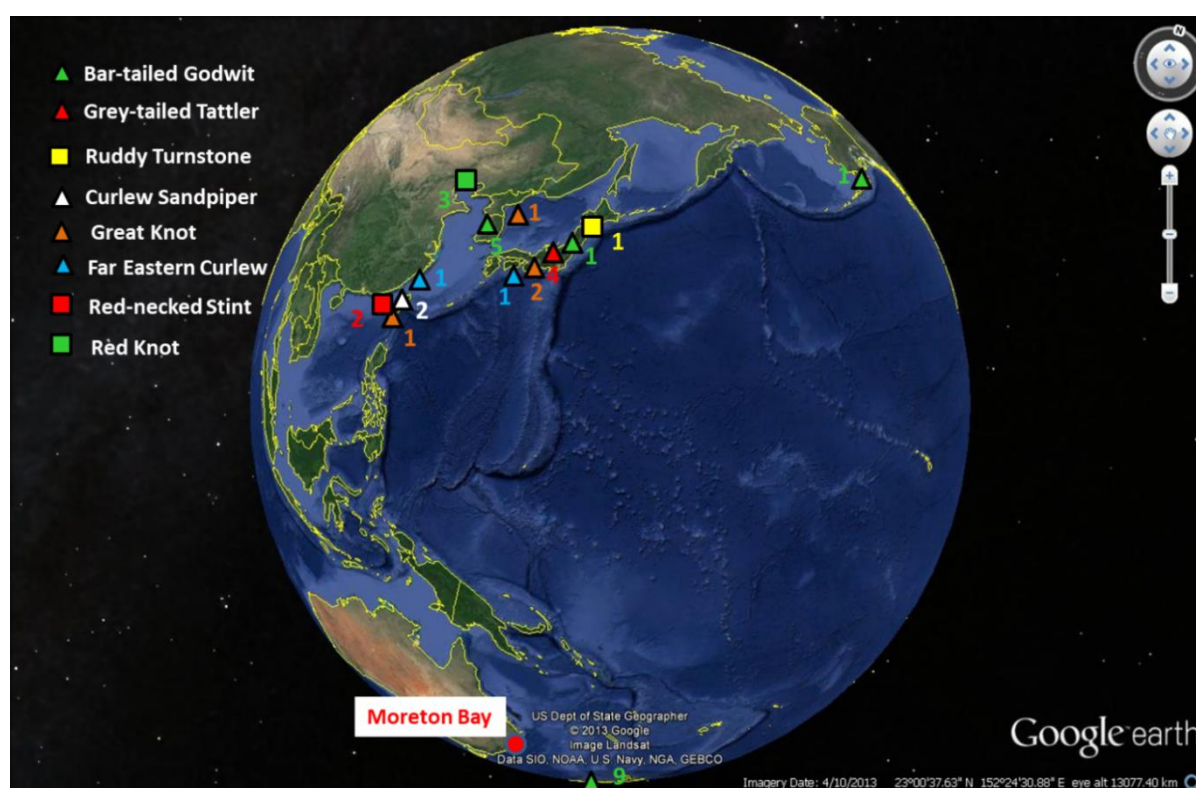 N
Bar-tailed Godwit
Grey-tailed Tattler
Ruddy Turnstone
Curlew Sandpiper
Great Knot
Far Eastern Curlew
Red-necked Stint
Rèd Knot
1
3
1
5
1
1
4
1
1
2
2
2
1
Moreton Bay
US Dept of State Geographer
© 2013 Google
Image Landsat
Data SIO, NOAA, U.S. Navy, NGA, GEBCO
9
Google earth
Imagery Date: 4/10/2013 23°00'37.63" N 152°24'30.88" E eye alt 13077.40 km